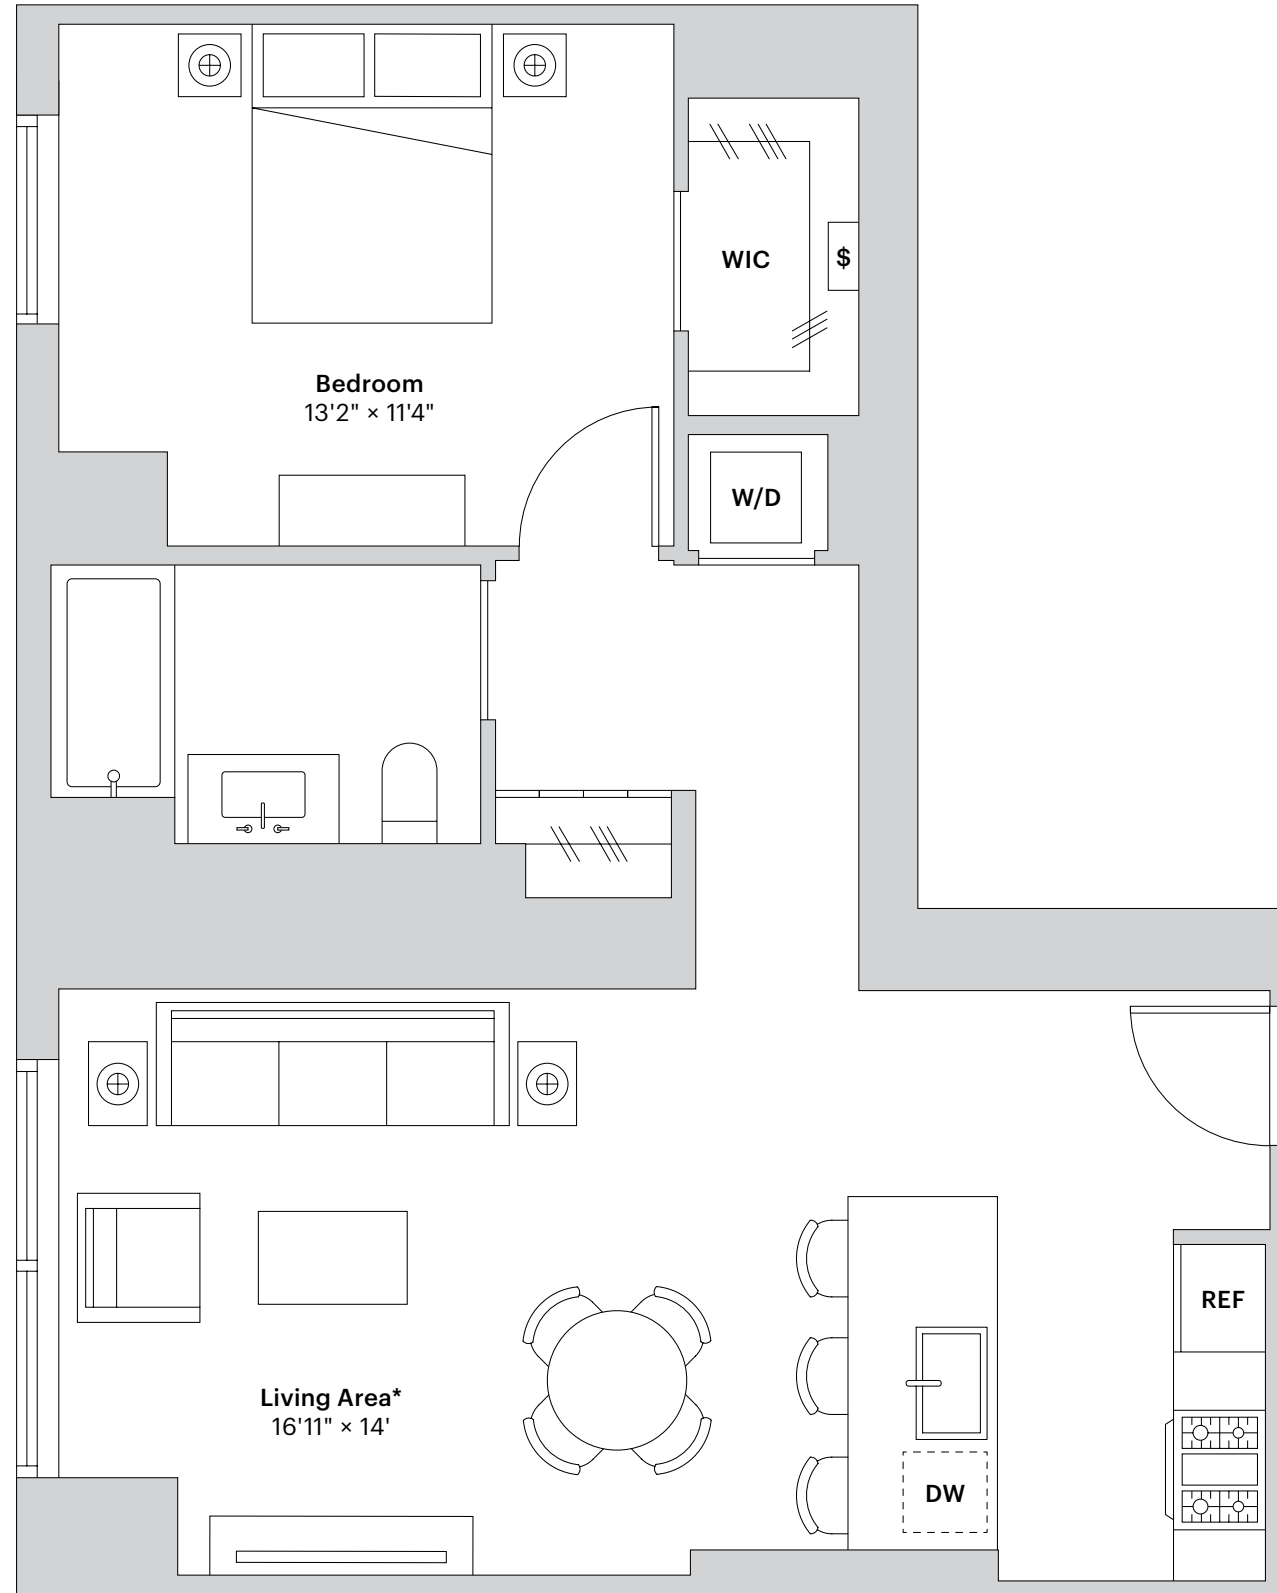 WIC
$
Bedroom
13'2" × 11'4"
W/D
REF
Living Area*
16'11" × 14'
DW